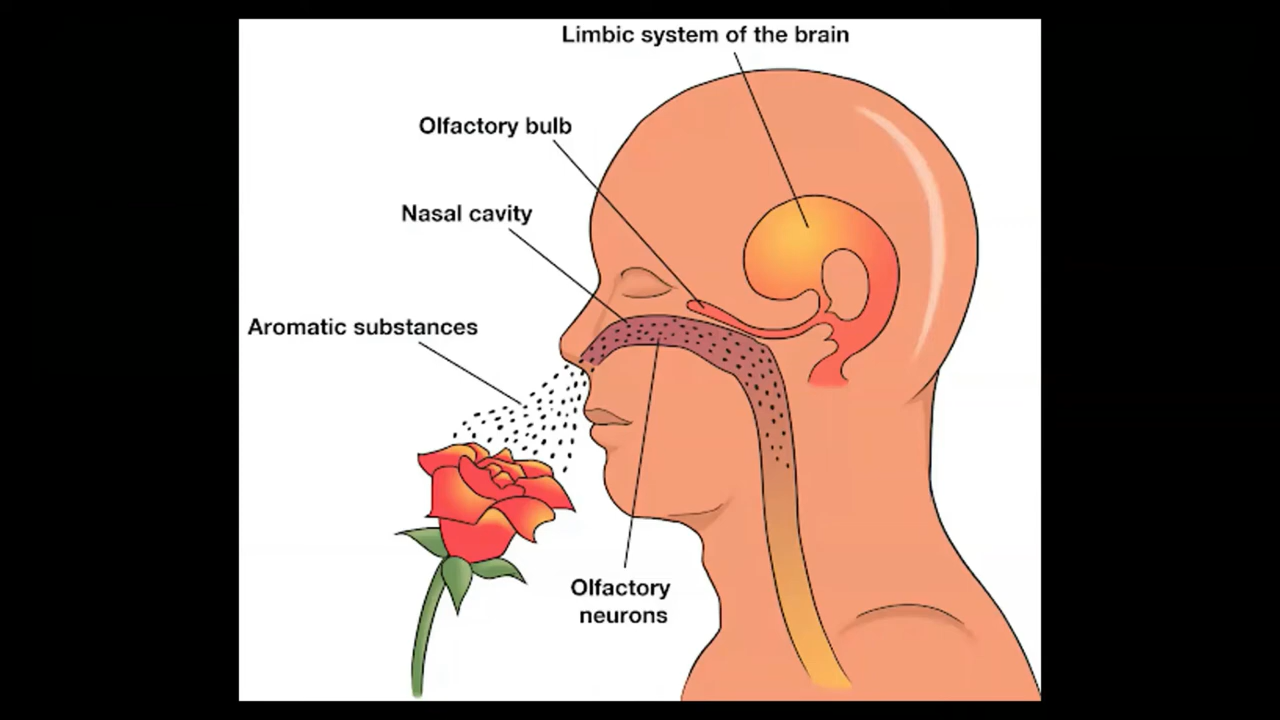 Limbic system of the brain
Olfactory bulb
Nasal cavity
Aromatic substances
Olfactory
neurons